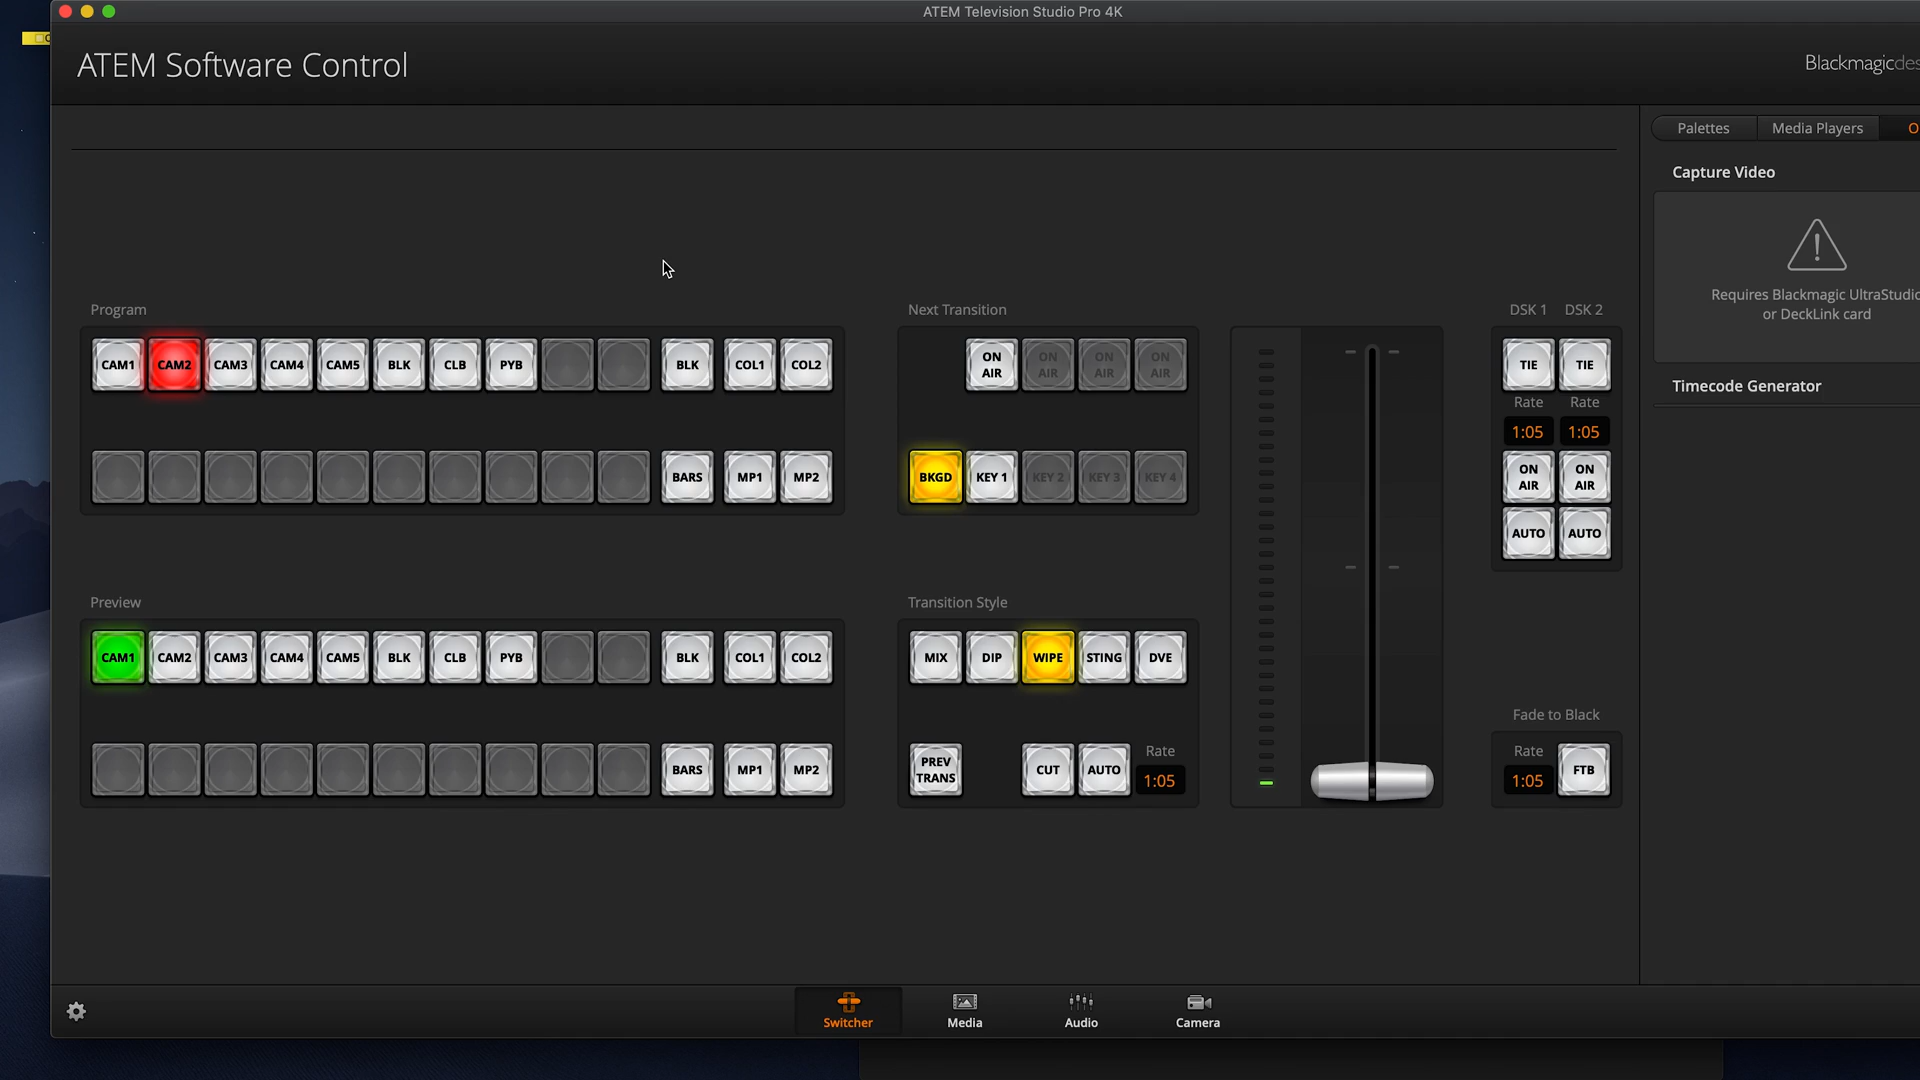 ATEM Television Studio Pro 4K
ATEM Software Control
Blackmagicdes
Palettes Media Players O
Capture Video
Requires Blackmagic UltraStudio
or DeckLink card
Timecode Generator
Program
CAM1 CAM2 CAM3 CAM4 CAM5 BLK CLB PYB BLK COL1 COL2
BARS MP1 MP2
Next Transition
ON AIR ON AIR ON AIR ON AIR
BKGD KEY 1 KEY 2 KEY 3 KEY 4
DSK 1 DSK 2
TIE TIE
Rate Rate
1:05 1:05
ON AIR ON AIR
AUTO AUTO
Preview
CAM1 CAM2 CAM3 CAM4 CAM5 BLK CLB PYB BLK COL1 COL2
BARS MP1 MP2
Transition Style
MIX DIP WIPE STING DVE
PREV TRANS CUT AUTO Rate
1:05
Fade to Black
Rate
1:05 FTB
Switcher Media Audio Camera